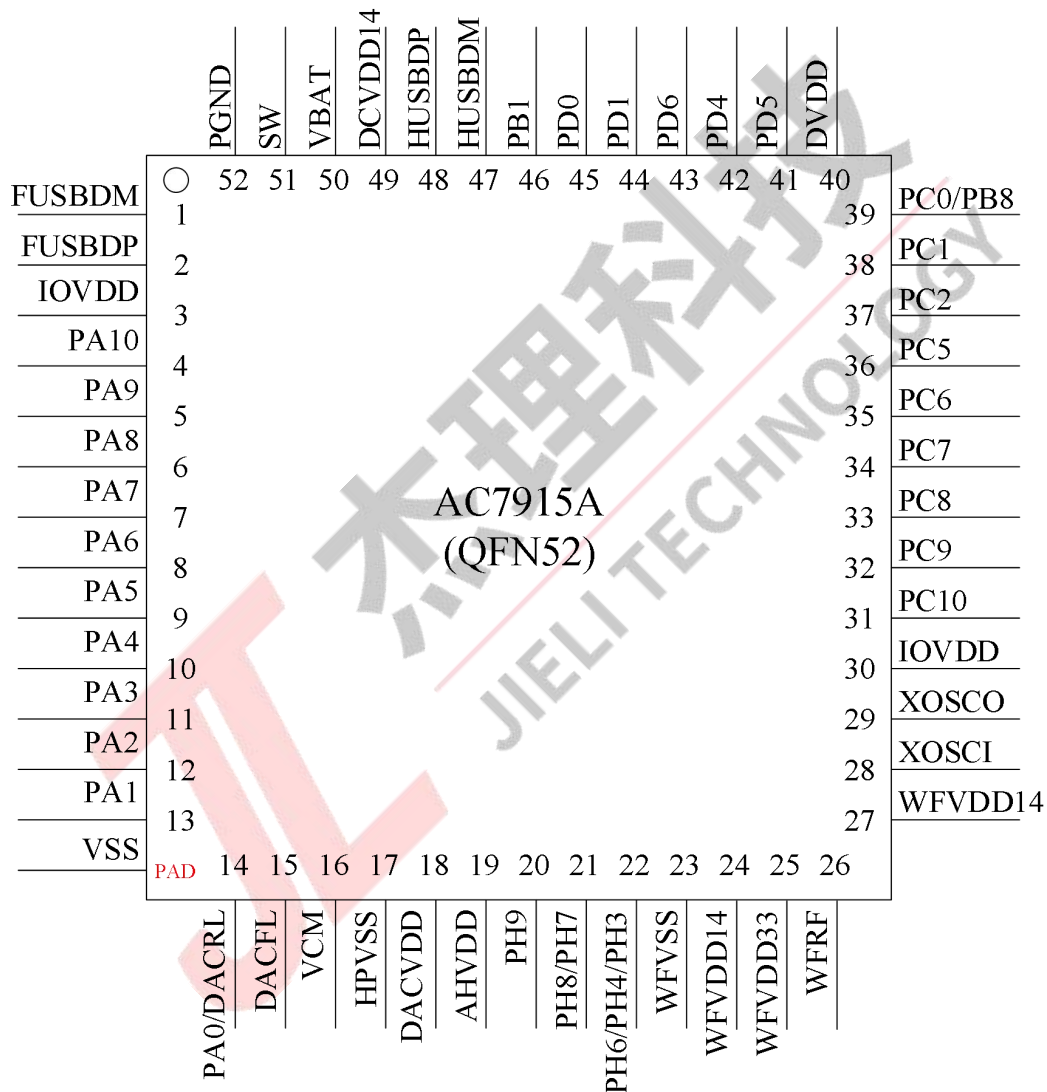 PGND
SW
VBAT
DCVDD14
HUSBDP
HUSBDM
PB1
PD0
PD1
PD6
PD4
PD5
DVDD
52 51 50 49 48 47 46 45 44 43 42 41 40
FUSBDM
1
FUSBDP
2
IOVDD
3
PA10
4
PA9
5
PA8
6
PA7
7
PA6
8
PA5
9
PA4
10
PA3
11
PA2
12
PA1
13
VSS
PAD
AC7915A
(QFN52)
杰理科技
JIELI TECHNOLOGY
JL
PC0/PB8
39
PC1
38
PC2
37
PC5
36
PC6
35
PC7
34
PC8
33
PC9
32
PC10
31
IOVDD
30
XOSCO
29
XOSCI
28
WFVDD14
27
14 15 16 17 18 19 20 21 22 23 24 25 26
PA0/DACRL
DACFL
VCM
HPVSS
DACVDD
AHVDD
PH9
PH8/PH7
PH6/PH4/PH3
WFVSS
WFVDD14
WFVDD33
WFRF